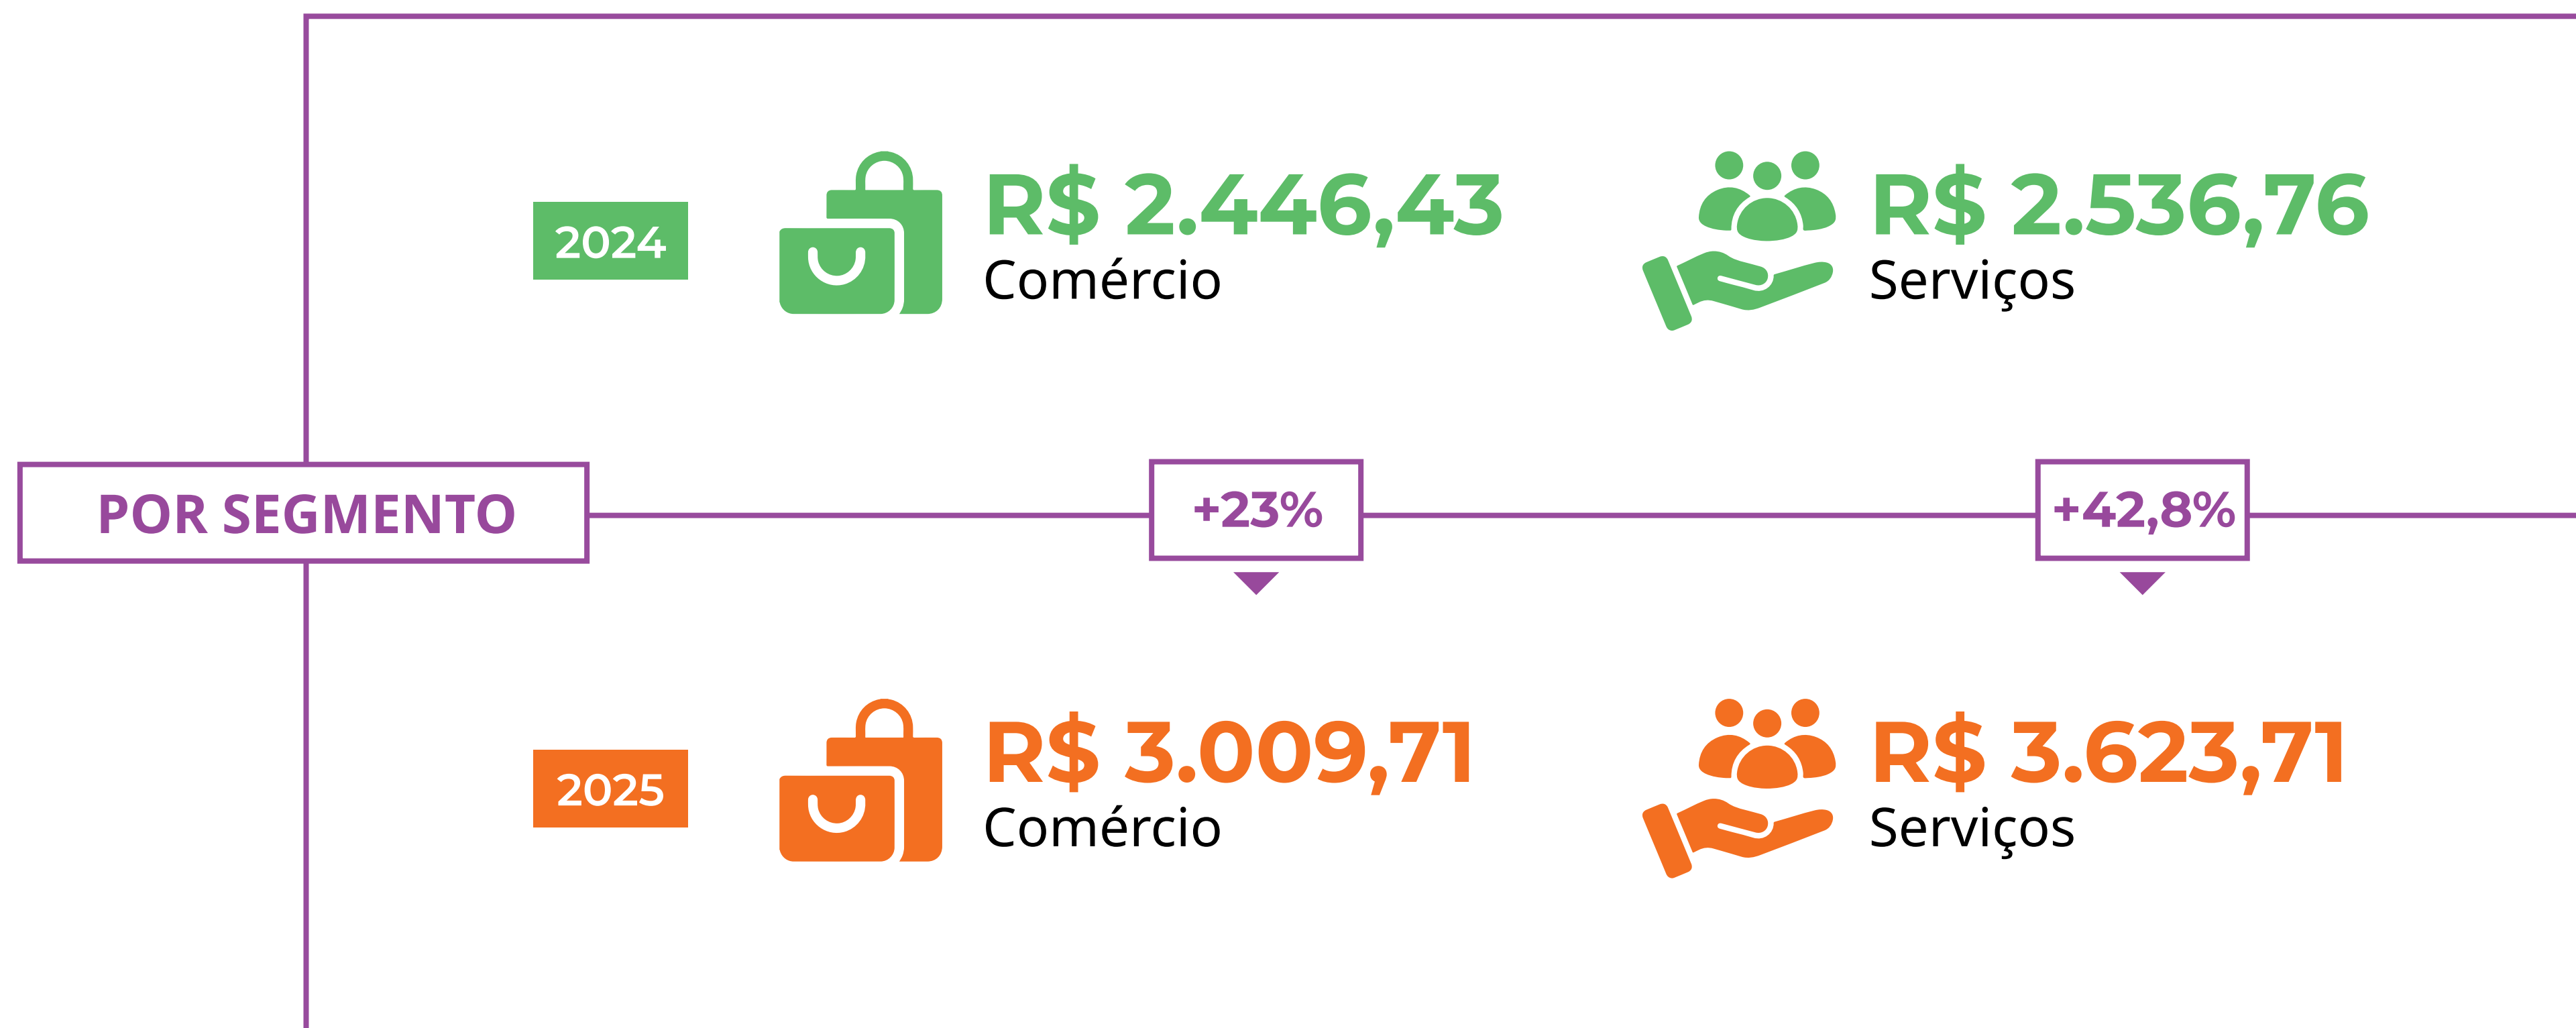 2024
R$ 2.446,43
Comércio
R$ 2.536,76
Serviços
POR SEGMENTO
+23%
+42,8%
2025
R$ 3.009,71
Comércio
R$ 3.623,71
Serviços